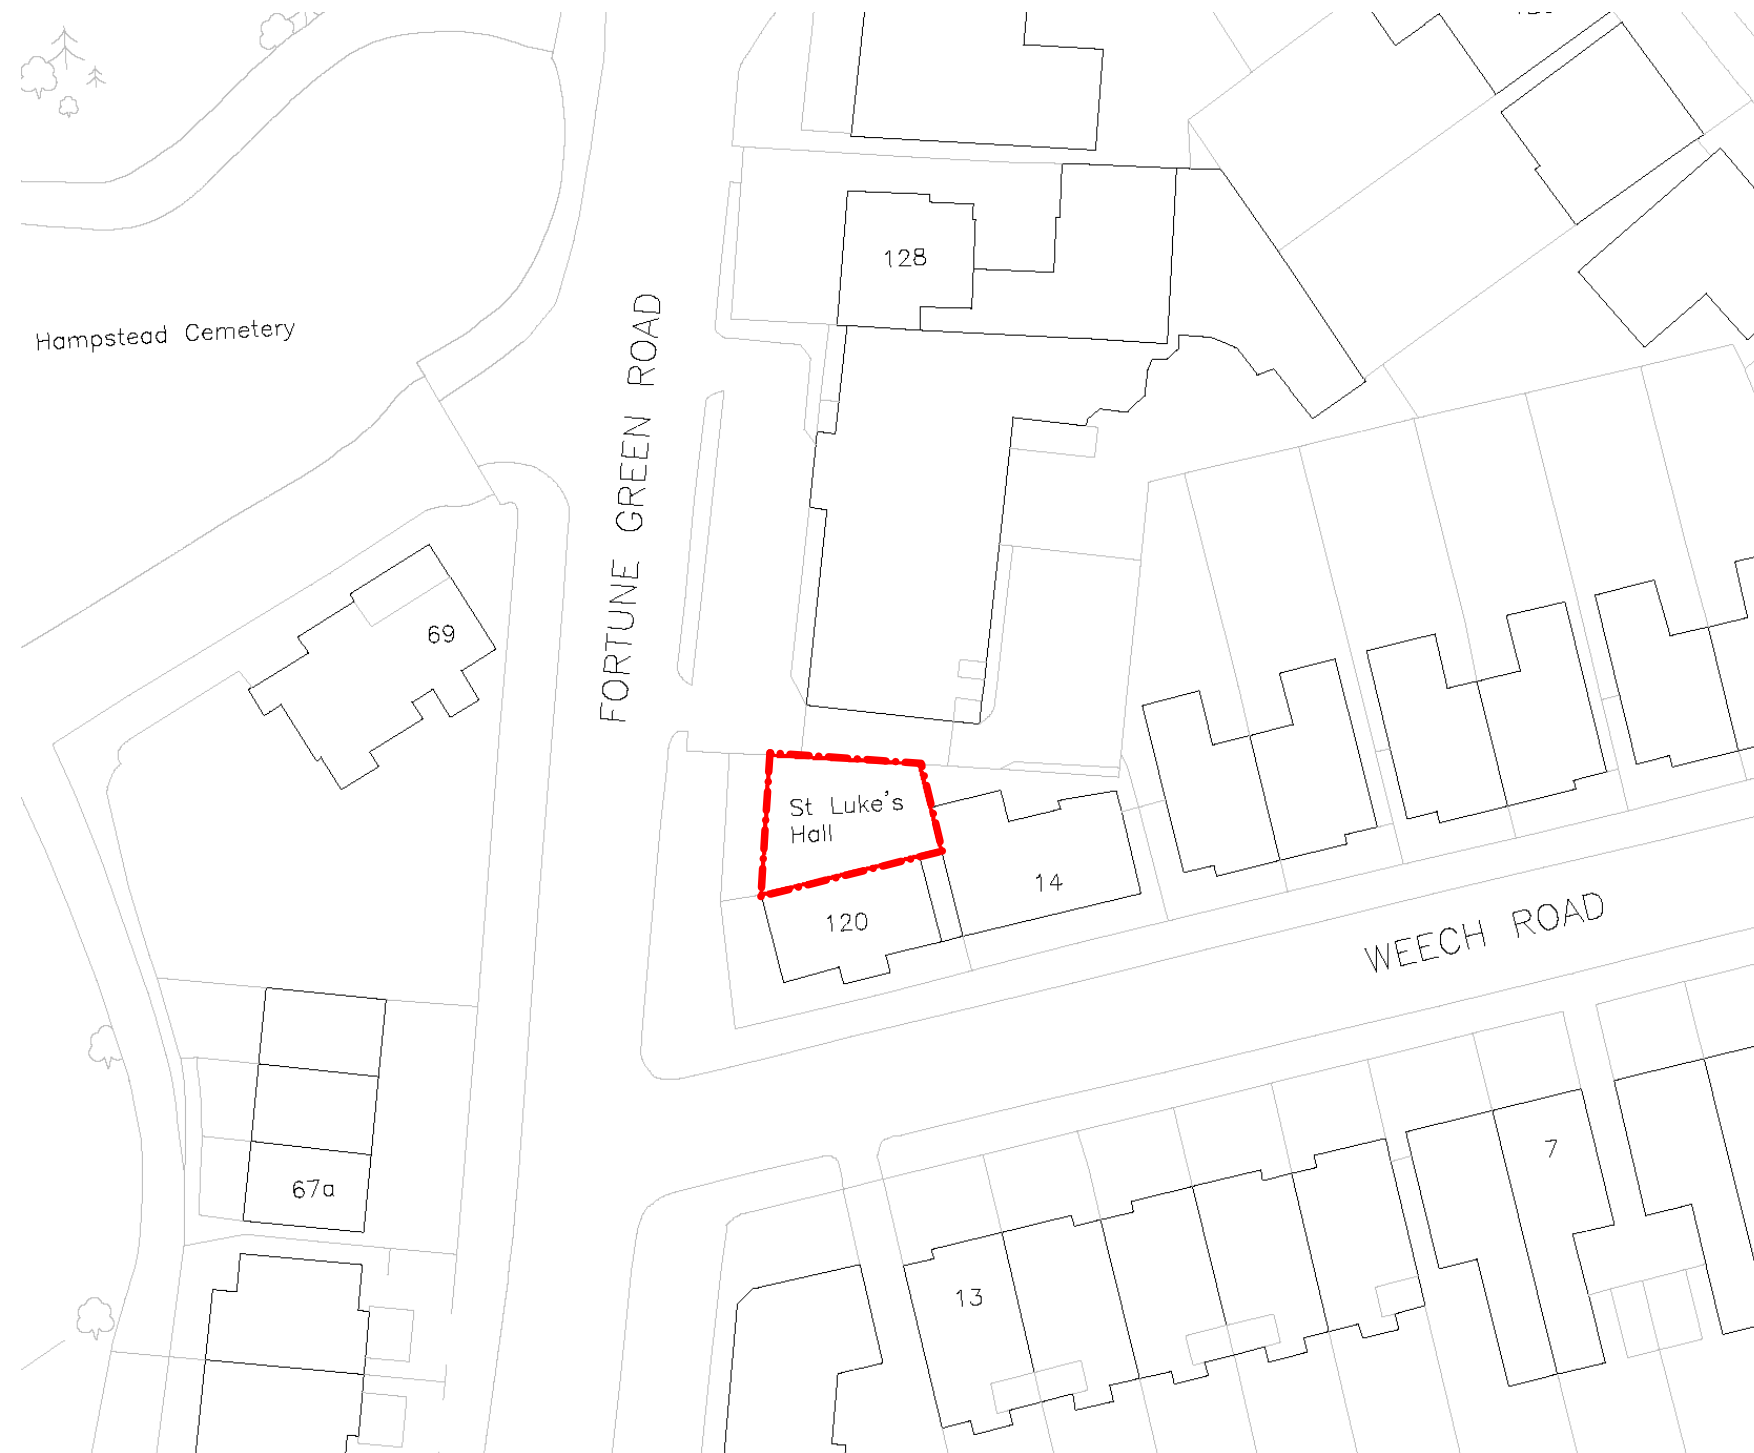 128
Hampstead Cemetery
FORTUNE GREEN ROAD
69
St Luke's
Hall
14
120
WEECH ROAD
7
67a
13